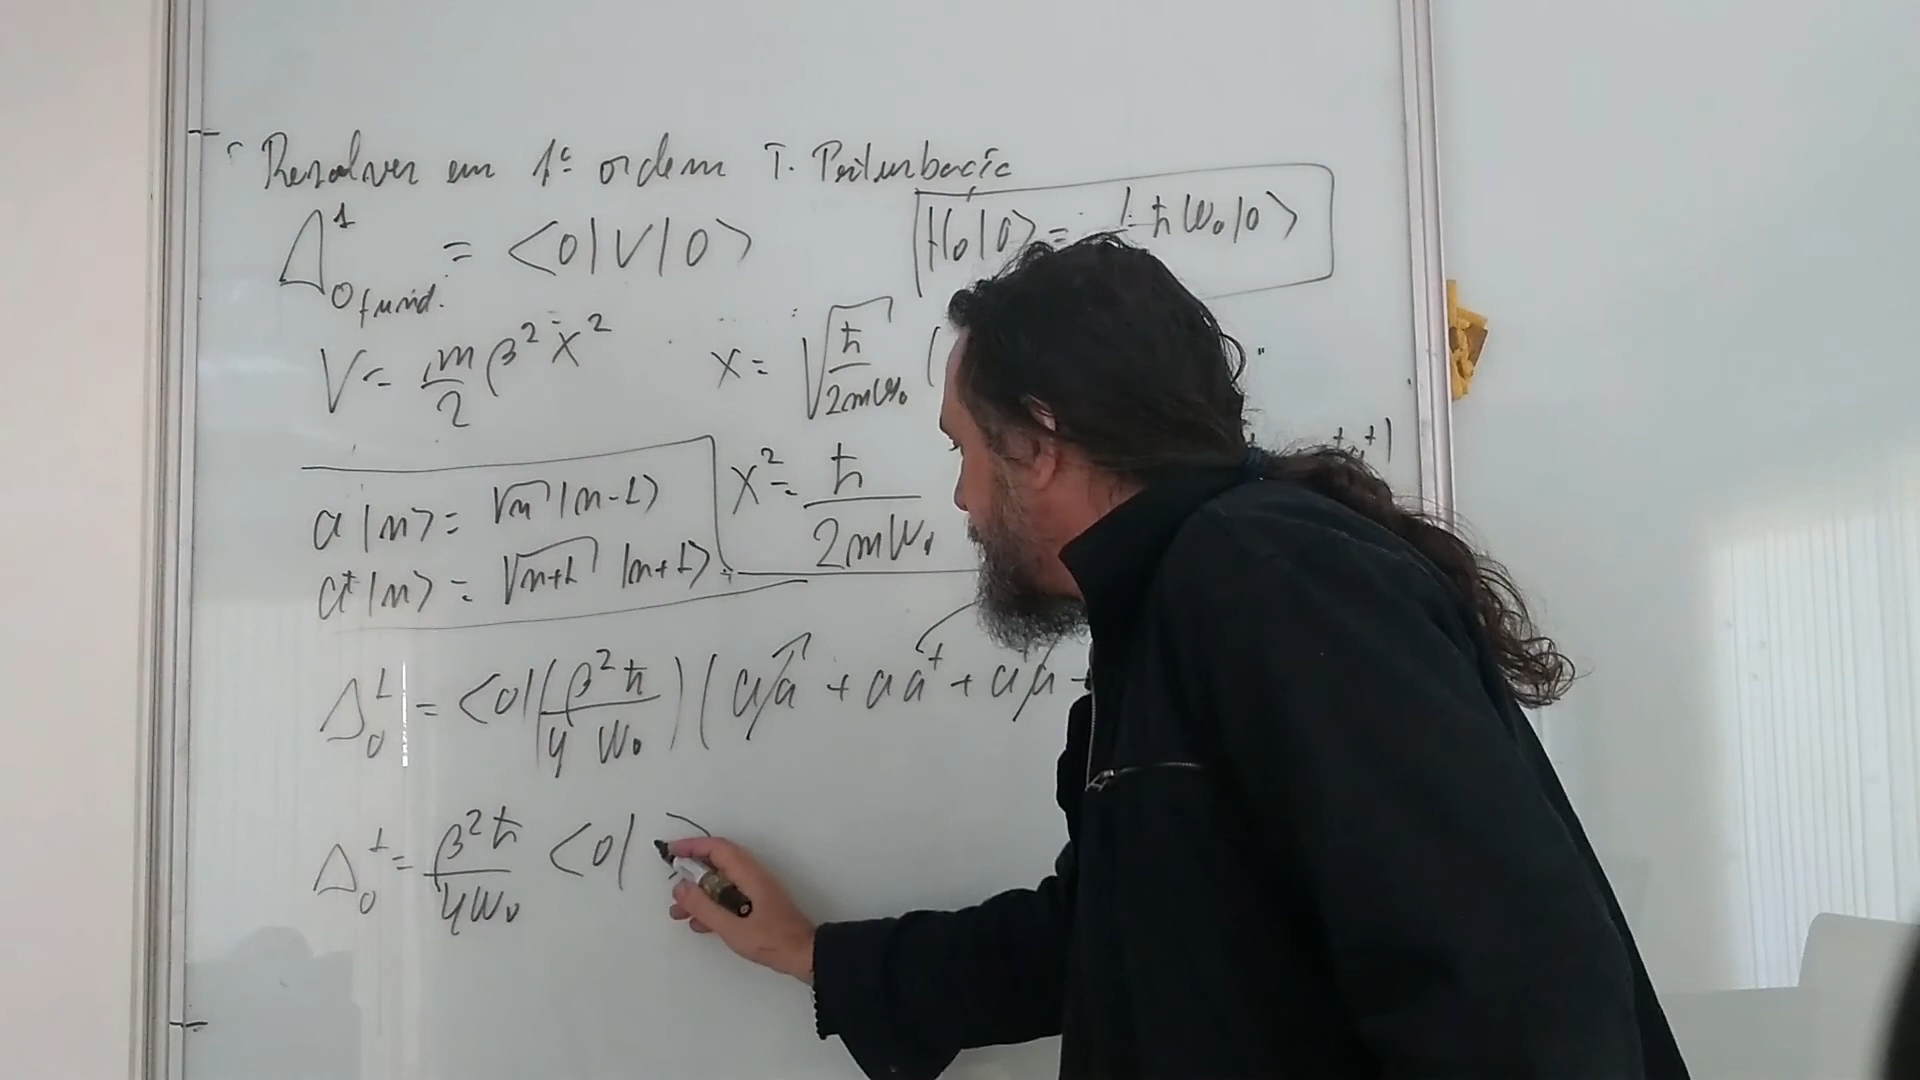 Resolver em 1ª ordem T. Perturbação
Δ¹₀ fund. = <0|V|0>
H₀|0> = 1 ħω₀|0>
V = m/2 β² x²
x = √(ħ/2mω₀) (
a|n> = √n |n-1>
a⁺|n> = √(n+1) |n+1>
x² = ħ/2mω₀
Δ¹₀ = <0|(β²ħ/4ω₀)(aa + aa⁺ + a⁺a +
Δ¹₀ = β²ħ/4ω₀ <0|